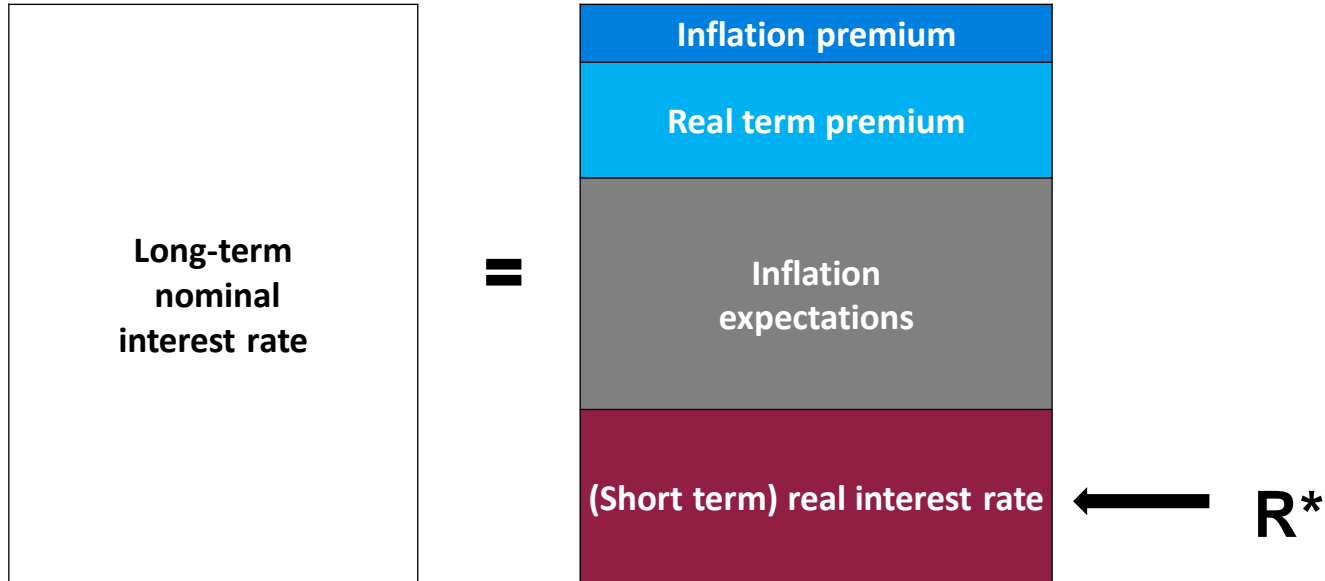 Inflation premium
Real term premium
Long-term
nominal
interest rate
=
Inflation
expectations
(Short term) real interest rate
R*